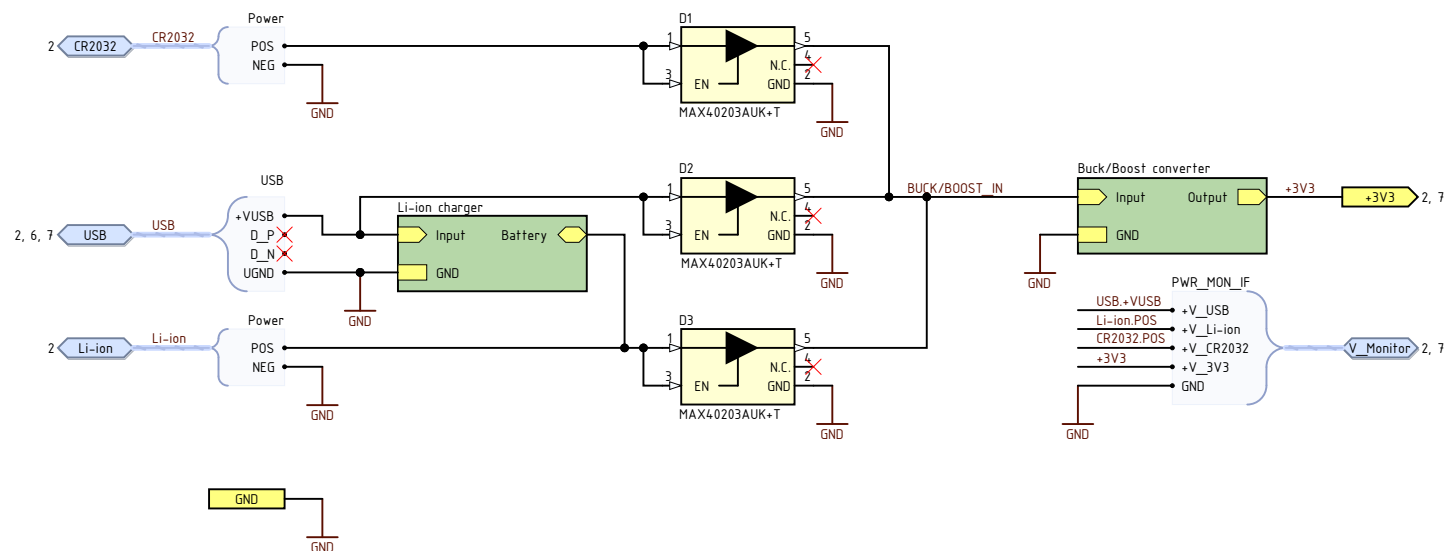 Power
D1
2
CR2032
CR2032
POS
NEG
GND
1
3
EN
5
4
N.C.
2
GND
MAX40203AUK+T
GND
USB
2, 6, 7
USB
USB
+VUSB
D_P
D_N
UGND
GND
Li-ion charger
Input
Battery
GND
D2
1
3
EN
5
4
N.C.
2
GND
MAX40203AUK+T
GND
BUCK/BOOST_IN
Buck/Boost converter
Input
Output
GND
GND
+3V3
+3V3
2, 7
Power
2
Li-ion
Li-ion
POS
NEG
GND
D3
1
3
EN
5
4
N.C.
2
GND
MAX40203AUK+T
GND
PWR_MON_IF
USB.+VUSB
+V_USB
Li-ion.POS
+V_Li-ion
CR2032.POS
+V_CR2032
+3V3
+V_3V3
GND
GND
V_Monitor
2, 7
GND
GND